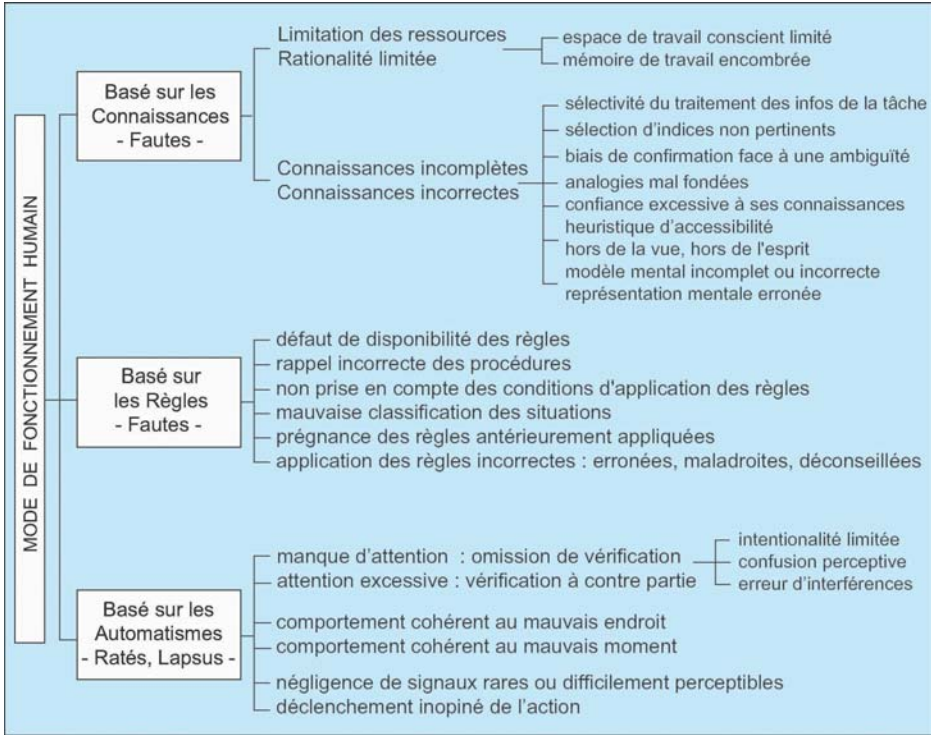 MODE DE FONCTIONNEMENT HUMAIN
Basé sur les
Connaissances
- Fautes -
Limitation des ressources
Rationalité limitée
espace de travail conscient limité
mémoire de travail encombrée
Connaissances incomplètes
Connaissances incorrectes
sélectivité du traitement des infos de la tâche
sélection d'indices non pertinents
biais de confirmation face à une ambiguïté
analogies mal fondées
confiance excessive à ses connaissances
heuristique d'accessibilité
hors de la vue, hors de l'esprit
modèle mental incomplet ou incorrecte
représentation mentale erronée
Basé sur
les Règles
- Fautes -
défaut de disponibilité des règles
rappel incorrecte des procédures
non prise en compte des conditions d'application des règles
mauvaise classification des situations
prégnance des règles antérieurement appliquées
application des règles incorrectes : erronées, maladroites, déconseillées
Basé sur les
Automatismes
- Ratés, Lapsus -
manque d'attention : omission de vérification
attention excessive : vérification à contre partie
intentionalité limitée
confusion perceptive
erreur d'interférences
comportement cohérent au mauvais endroit
comportement cohérent au mauvais moment
négligence de signaux rares ou difficilement perceptibles
déclenchement inopiné de l'action